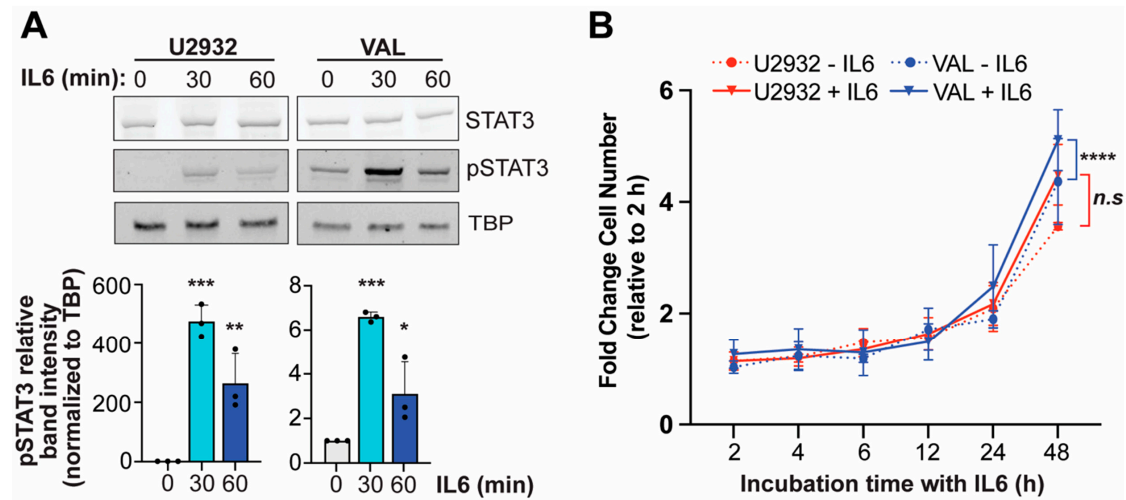 A
U2932 VAL
IL6 (min): 0 30 60 0 30 60
STAT3
pSTAT3
TBP
pSTAT3 relative
band intensity
(normalized to TBP)
600
400
200
0
***
**
0 30 60
8
6
4
2
0
***
*
0 30 60 IL6 (min)
B
U2932 - IL6 VAL - IL6
U2932 + IL6 VAL + IL6
Fold Change Cell Number
(relative to 2 h)
6
4
2
0
****
n.s
2 4 6 12 24 48
Incubation time with IL6 (h)